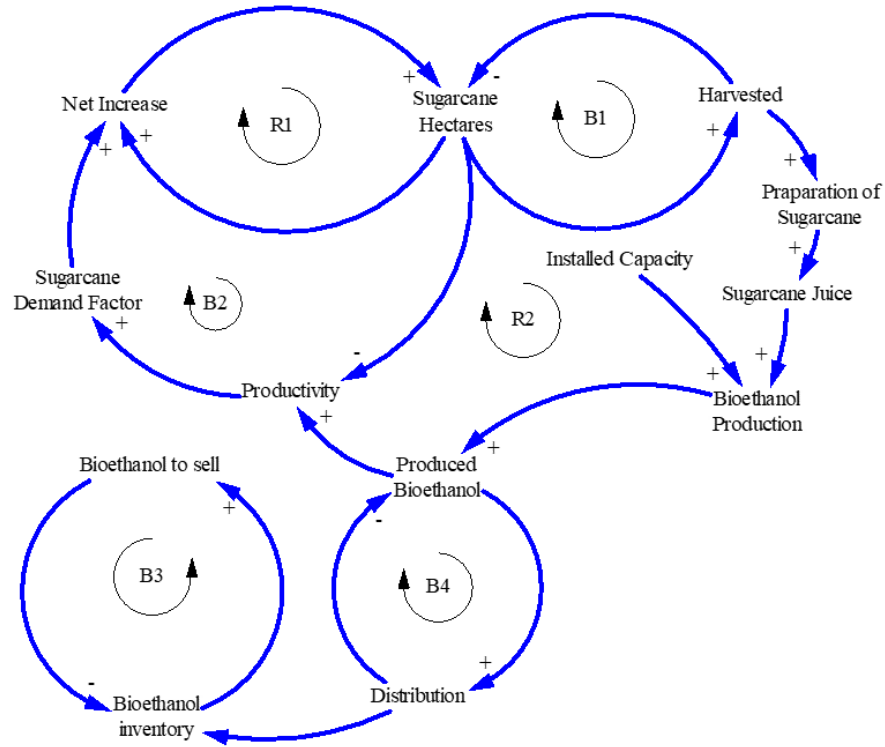 Net Increase
+
+
+
R1
+
Sugarcane
Hectares
-
B1
Harvested
+
+
Praparation of
Sugarcane
+
Sugarcane Juice
+
Installed Capacity
+
Bioethanol
Production
R2
Sugarcane
Demand Factor
+
B2
-
Productivity
+
+
Produced
Bioethanol
-
B4
+
Distribution
Bioethanol to sell
+
B3
-
Bioethanol
inventory
+